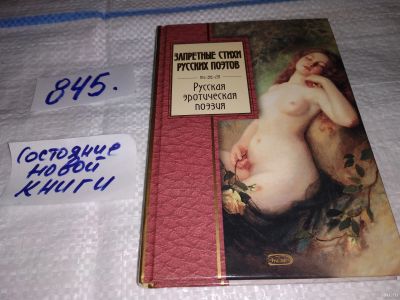 845.
Состояние
новой
книги
ЗАПРЕТНЫЕ СТИХИ
РУССКИХ ПОЭТОВ
Русская
эротическая
поэзия